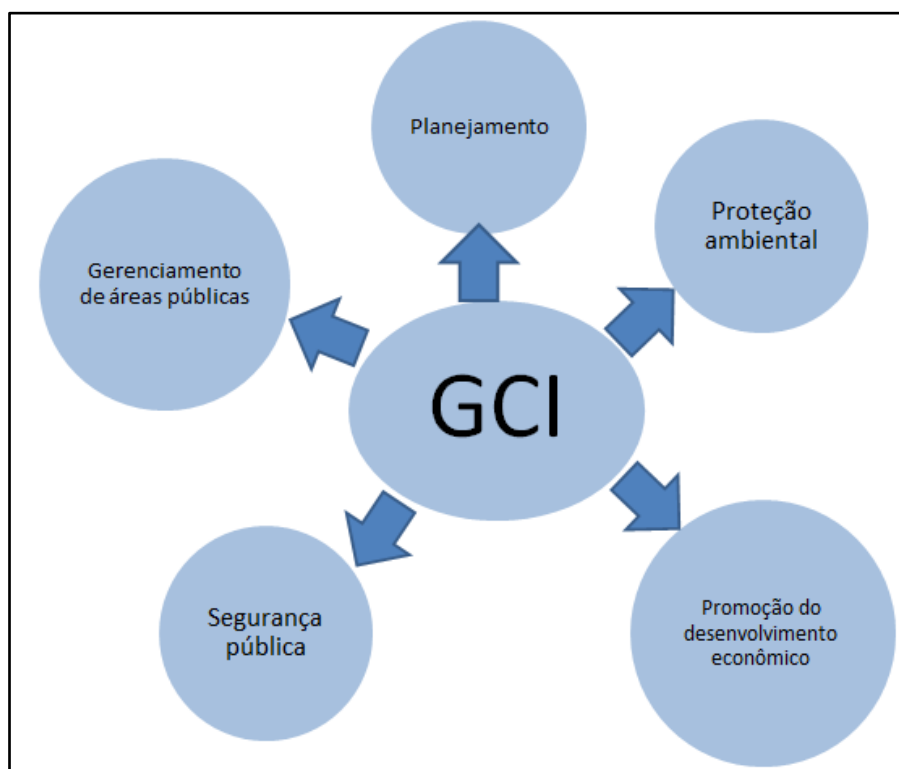 Planejamento
Proteção
ambiental
Gerenciamento
de áreas públicas
GCI
Segurança
pública
Promoção do
desenvolvimento
econômico